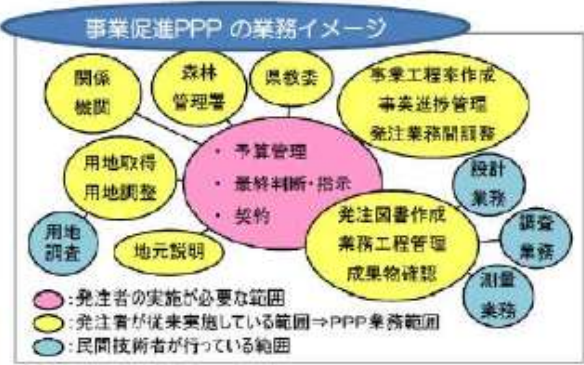 事業促進PPP の業務イメージ
関係
機関
森林
管理署
県教委
事業工程案作成
事業進捗管理
発注業務間調整
・ 予算管理
・ 最終判断・指示
・ 契約
用地取得
用地調整
用地
調査
地元説明
発注図書作成
業務工程管理
成果物確認
設計
業務
調査
業務
測量
業務
:発注者の実施が必要な範囲
:発注者が従来実施している範囲⇒PPP業務範囲
:民間技術者が行っている範囲